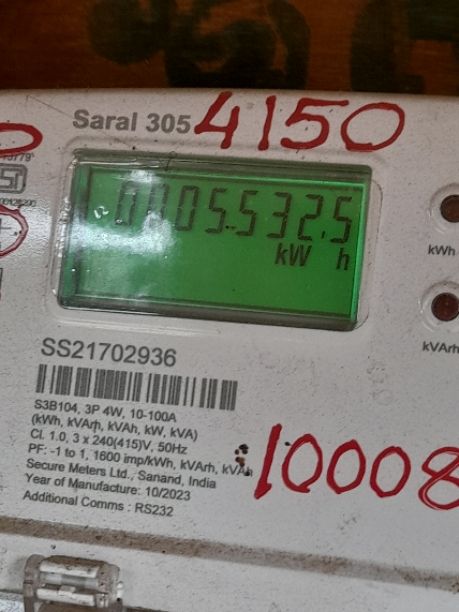 Saral 305 4150
0005532.5
kW h
kWh
kVArh
SS21702936
S3B104, 3P 4W, 10-100A
(kWh, kVArh, kVAh, kW, kVA)
Cl. 1.0, 3 x 240(415)V, 50Hz
PF: -1 to 1, 1600 imp/kWh, kVArh, kVAh
Secure Meters Ltd., Sanand, India
Year of Manufacture: 10/2023
Additional Comms : RS232
10008